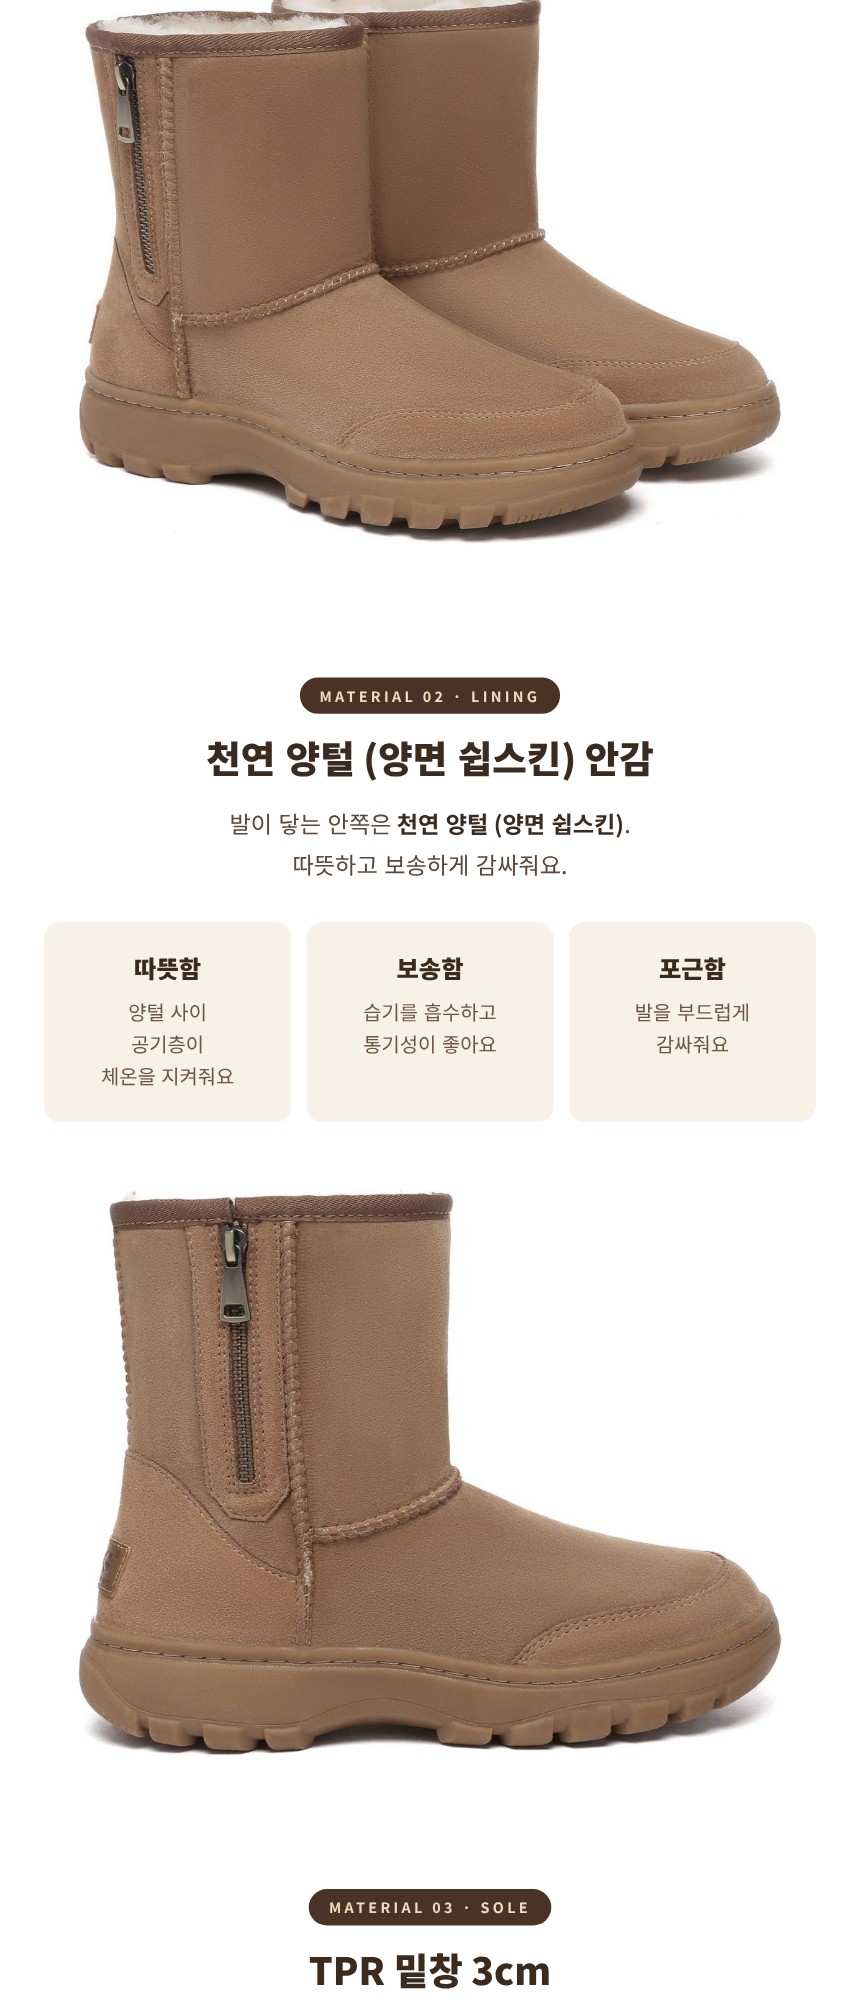 MATERIAL 02 · LINING
천연 양털 (양면 쉽스킨) 안감
발이 닿는 안쪽은 천연 양털 (양면 쉽스킨).
따뜻하고 보송하게 감싸줘요.
따뜻함
양털 사이
공기층이
체온을 지켜줘요
보송함
습기를 흡수하고
통기성이 좋아요
포근함
발을 부드럽게
감싸줘요
MATERIAL 03 · SOLE
TPR 밑창 3cm